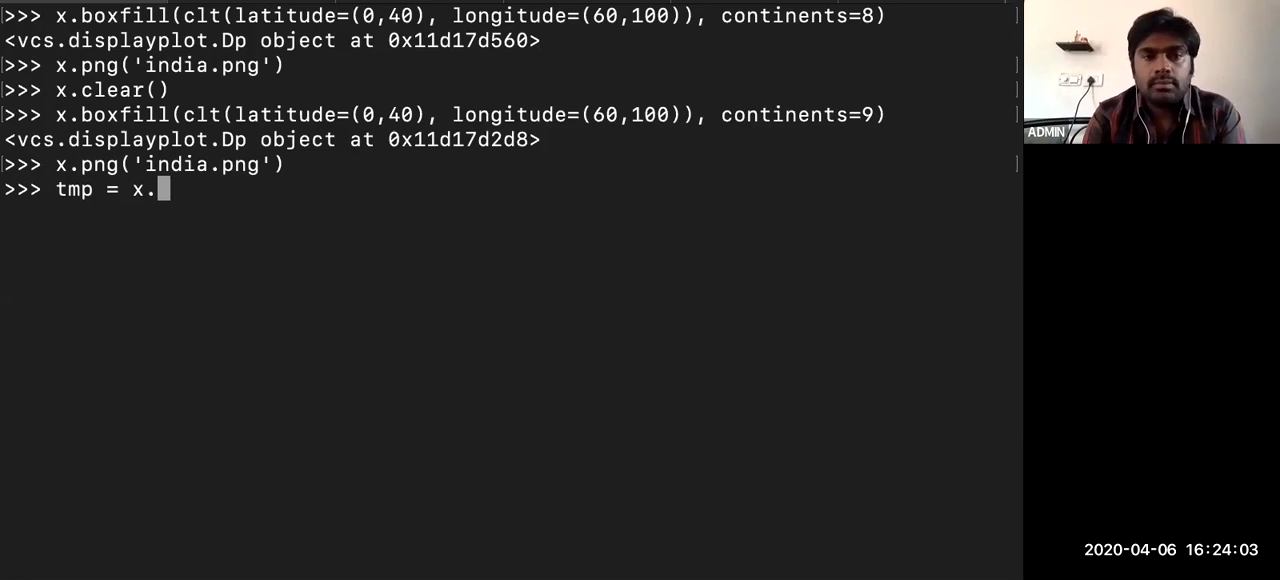 >>> x.boxfill(clt(latitude=(0,40), longitude=(60,100)), continents=8)
<vcs.displayplot.Dp object at 0x11d17d560>
>>> x.png('india.png')
>>> x.clear()
>>> x.boxfill(clt(latitude=(0,40), longitude=(60,100)), continents=9)
<vcs.displayplot.Dp object at 0x11d17d2d8>
>>> x.png('india.png')
>>> tmp = x.
ADMIN
2020-04-06 16:24:03